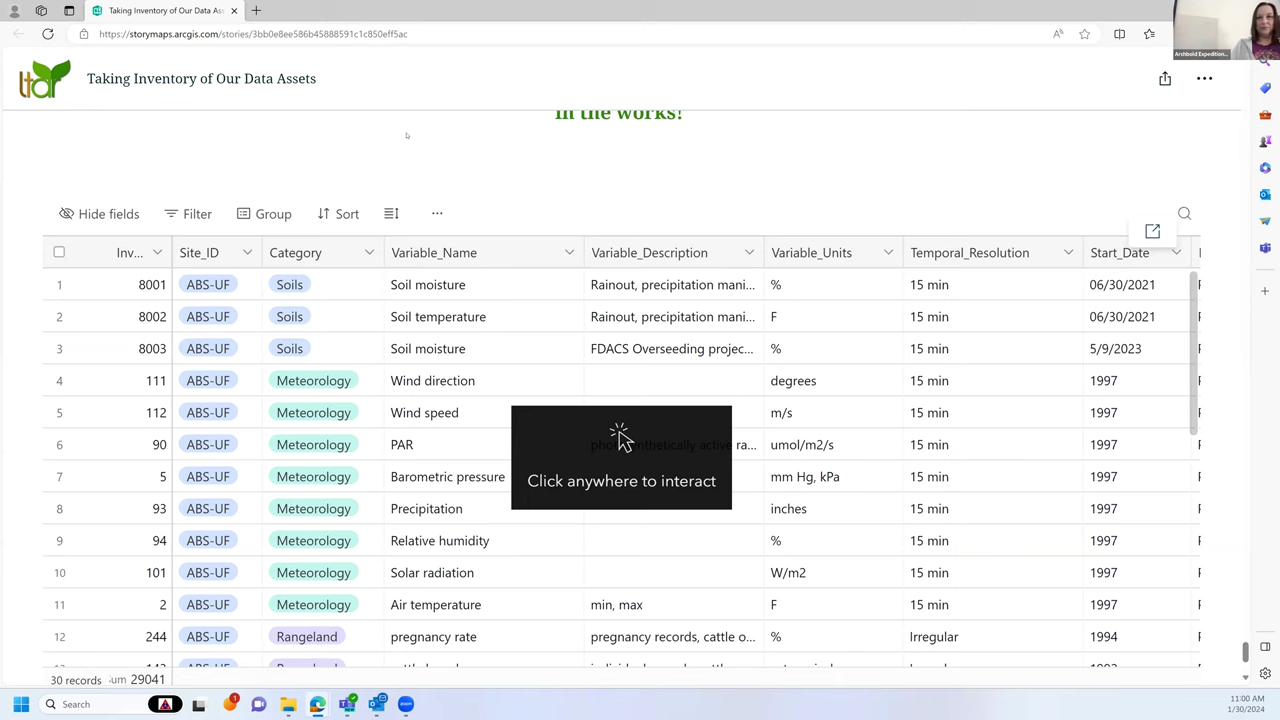 Taking Inventory of Our Data Ass
https://storymaps.arcgis.com/stories/3bb0e8ee586b45888591c1c850eff5ac
Archbold Expedition...
ltar
Taking Inventory of Our Data Assets
in the works!
Hide fields Filter Group Sort
Inv... Site_ID Category Variable_Name Variable_Description Variable_Units Temporal_Resolution Start_Date
1 8001 ABS-UF Soils Soil moisture Rainout, precipitation mani... % 15 min 06/30/2021
2 8002 ABS-UF Soils Soil temperature Rainout, precipitation mani... F 15 min 06/30/2021
3 8003 ABS-UF Soils Soil moisture FDACS Overseeding projec... % 15 min 5/9/2023
4 111 ABS-UF Meteorology Wind direction degrees 15 min 1997
5 112 ABS-UF Meteorology Wind speed m/s 15 min 1997
6 90 ABS-UF Meteorology PAR photosynthetically active ra... umol/m2/s 15 min 1997
7 5 ABS-UF Meteorology Barometric pressure mm Hg, kPa 15 min 1997
Click anywhere to interact
8 93 ABS-UF Meteorology Precipitation inches 15 min 1997
9 94 ABS-UF Meteorology Relative humidity % 15 min 1997
10 101 ABS-UF Meteorology Solar radiation W/m2 15 min 1997
11 2 ABS-UF Meteorology Air temperature min, max F 15 min 1997
12 244 ABS-UF Rangeland pregnancy rate pregnancy records, cattle o... % Irregular 1994
30 records sum 29041
Search
11:00 AM
1/30/2024